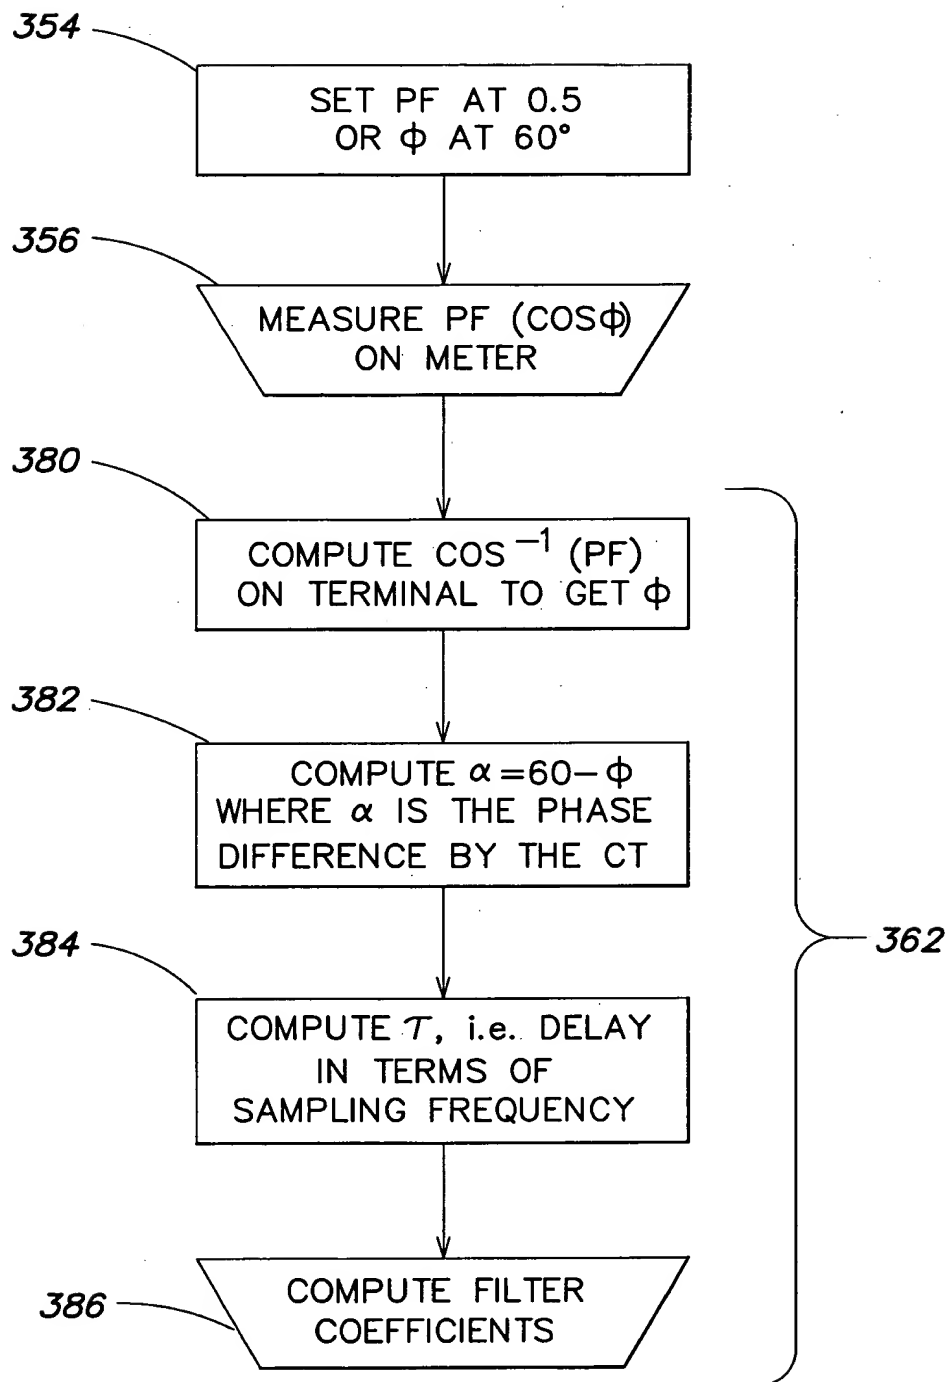 354
SET PF AT 0.5
OR ϕ AT 60°
356
MEASURE PF (COSϕ)
ON METER
380
COMPUTE COS⁻¹ (PF)
ON TERMINAL TO GET ϕ
382
COMPUTE α=60-ϕ
WHERE α IS THE PHASE
DIFFERENCE BY THE CT
384
362
COMPUTE τ, i.e. DELAY
IN TERMS OF
SAMPLING FREQUENCY
386
COMPUTE FILTER
COEFFICIENTS